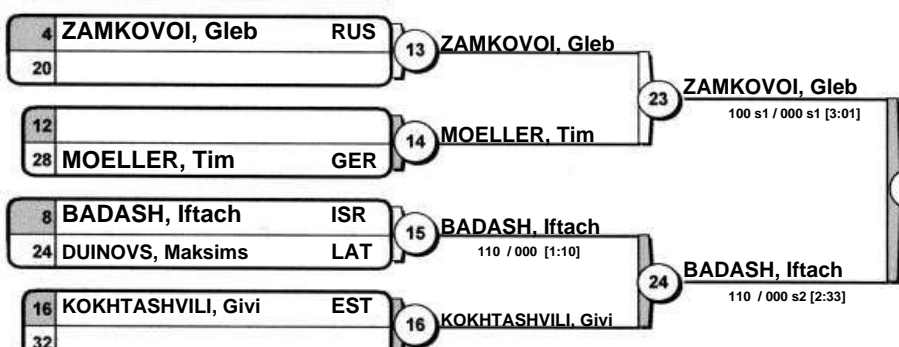 4 ZAMKOVOI, Gleb RUS
20
13 ZAMKOVOI, Gleb
23 ZAMKOVOI, Gleb
100 s1 / 000 s1 [3:01]
12
28 MOELLER, Tim GER
14 MOELLER, Tim
8 BADASH, Iftach ISR
24 DUINOVS, Maksims LAT
15 BADASH, Iftach
110 / 000 [1:10]
24 BADASH, Iftach
110 / 000 s2 [2:33]
16 KOKHTASHVILI, Givi EST
32
16 KOKHTASHVILI, Givi